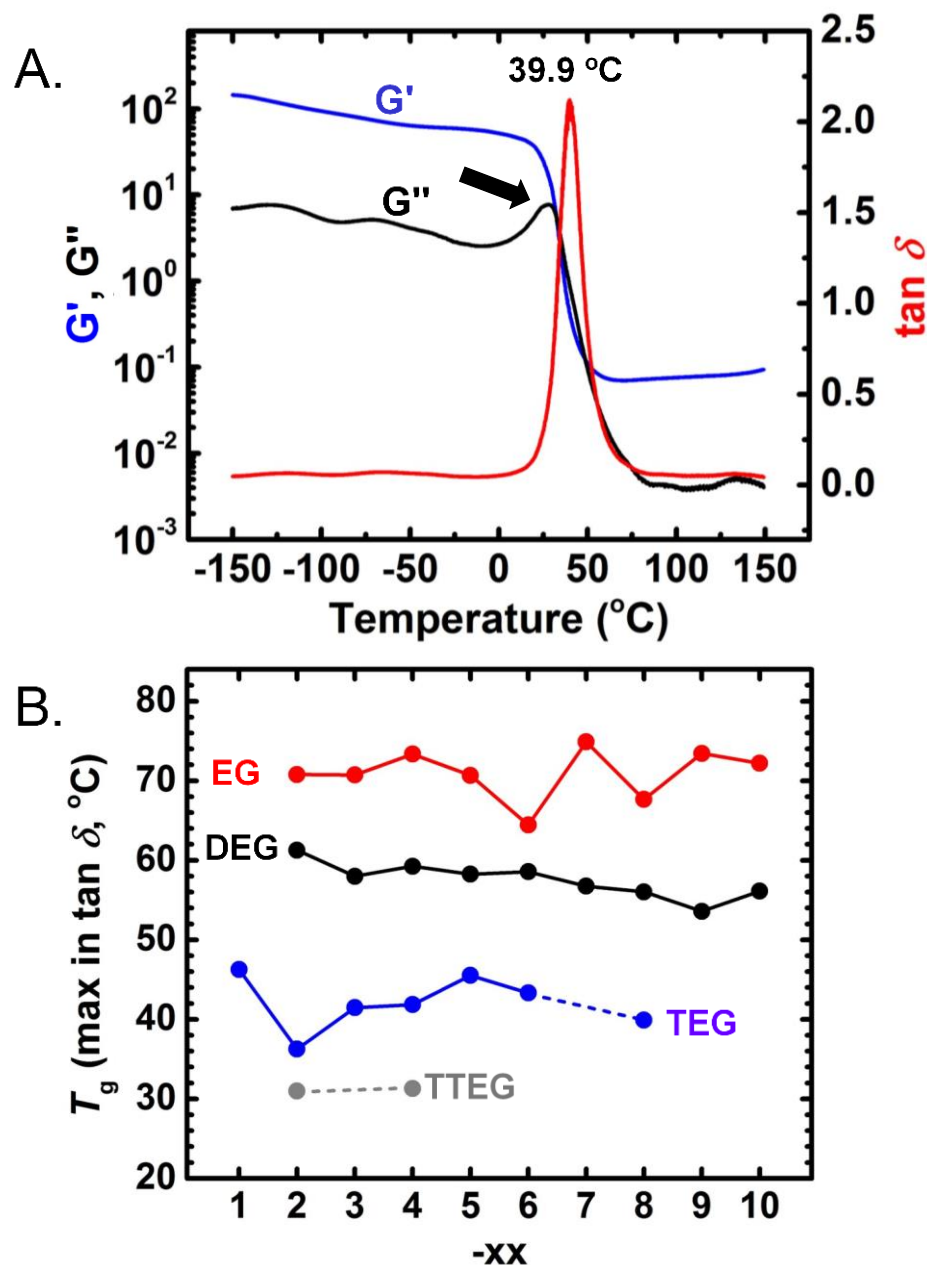 A.
39.9 °C
G'
G''
G', G''
10²
10¹
10⁰
10⁻¹
10⁻²
10⁻³
2.5
2.0
1.5
1.0
0.5
0.0
tan δ
-150 -100 -50 0 50 100 150
Temperature (°C)
B.
80
70
60
50
40
30
20
Tg (max in tan δ, °C)
EG
DEG
TEG
TTEG
1 2 3 4 5 6 7 8 9 10
-xx